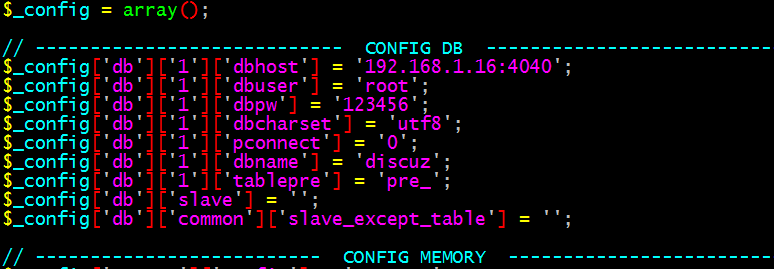 $_config = array();
// ---------------------------- CONFIG DB --------------------------
$_config['db']['1']['dbhost'] = '192.168.1.16:4040';
$_config['db']['1']['dbuser'] = 'root';
$_config['db']['1']['dbpw'] = '123456';
$_config['db']['1']['dbcharset'] = 'utf8';
$_config['db']['1']['pconnect'] = '0';
$_config['db']['1']['dbname'] = 'discuz';
$_config['db']['1']['tablepre'] = 'pre_';
$_config['db']['slave'] = '';
$_config['db']['common']['slave_except_table'] = '';
// -------------------------- CONFIG MEMORY ------------------------